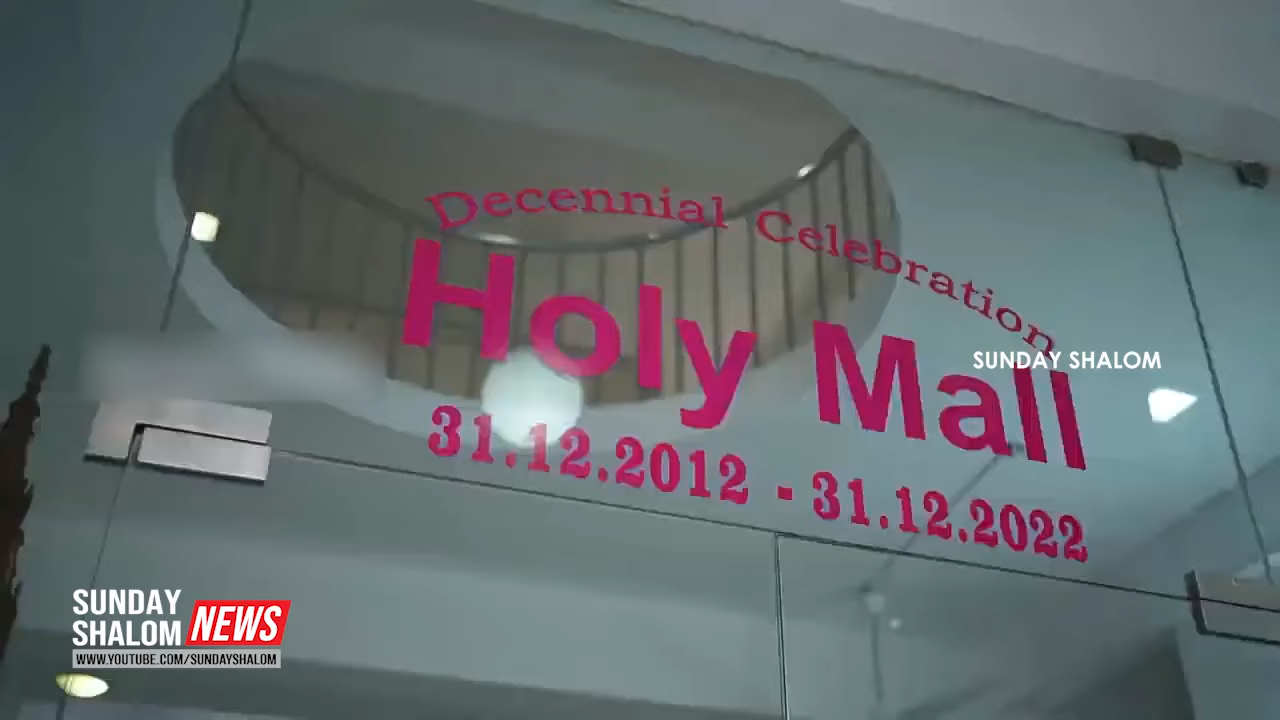 Decennial Celebration
Holy Mall
SUNDAY SHALOM
31.12.2012 - 31.12.2022
SUNDAY
SHALOM NEWS
WWW.YOUTUBE.COM/SUNDAYSHALOM